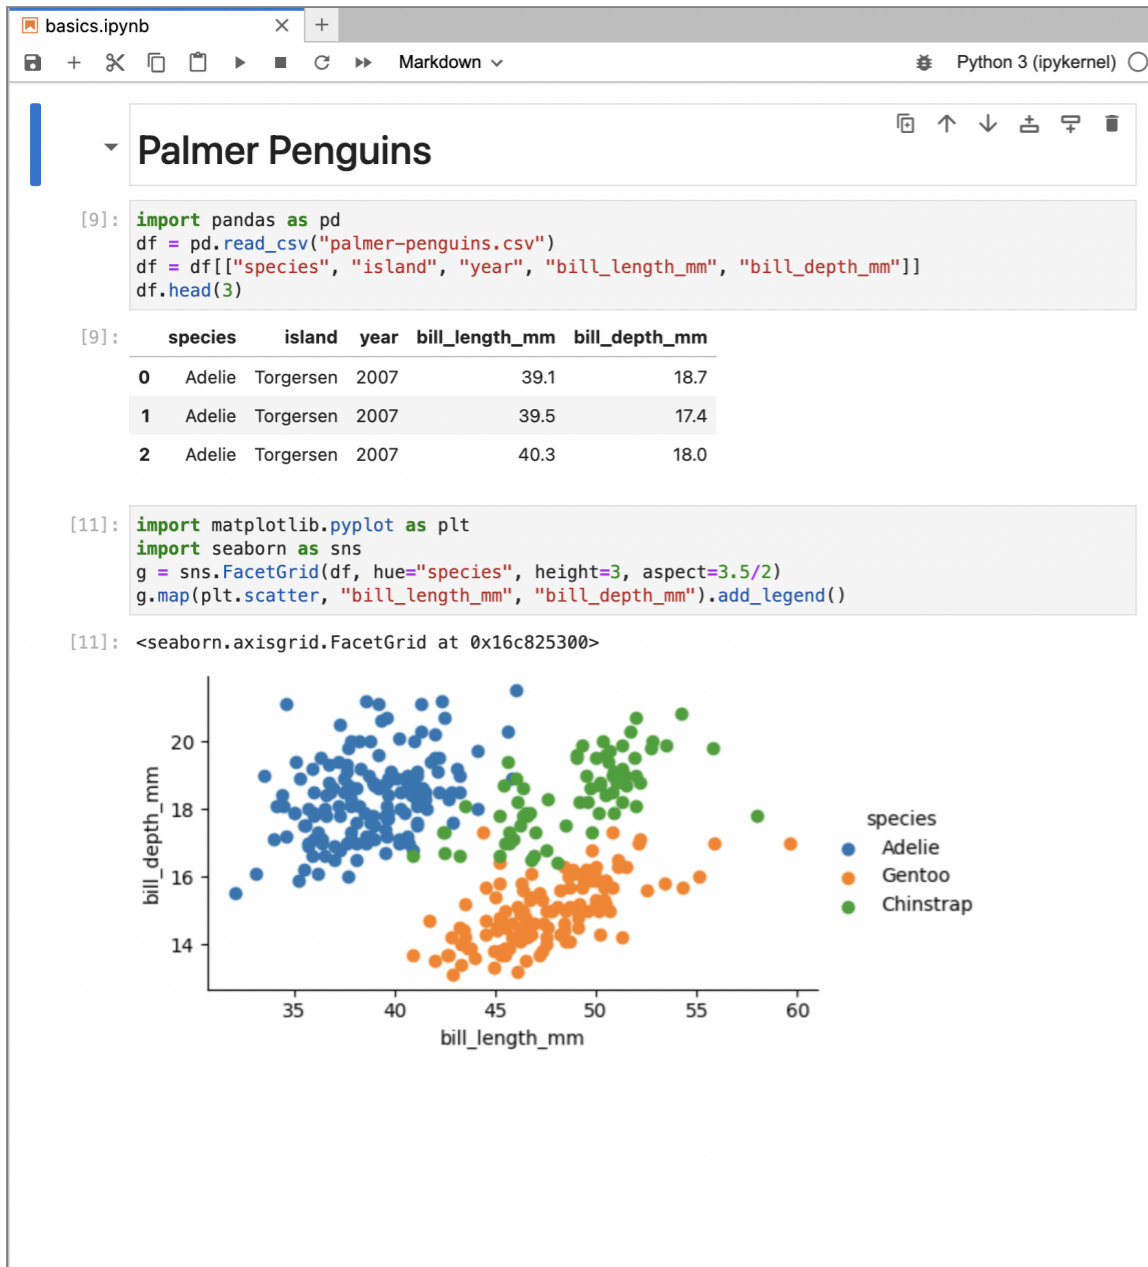 basics.ipynb
Markdown
Python 3 (ipykernel)
Palmer Penguins
[9]:
import pandas as pd
df = pd.read_csv("palmer-penguins.csv")
df = df[["species", "island", "year", "bill_length_mm", "bill_depth_mm"]]
df.head(3)
[9]:
species island year bill_length_mm bill_depth_mm
0 Adelie Torgersen 2007 39.1 18.7
1 Adelie Torgersen 2007 39.5 17.4
2 Adelie Torgersen 2007 40.3 18.0
[11]:
import matplotlib.pyplot as plt
import seaborn as sns
g = sns.FacetGrid(df, hue="species", height=3, aspect=3.5/2)
g.map(plt.scatter, "bill_length_mm", "bill_depth_mm").add_legend()
[11]:
<seaborn.axisgrid.FacetGrid at 0x16c825300>
bill_depth_mm
20
18
16
14
35 40 45 50 55 60
bill_length_mm
species
Adelie
Gentoo
Chinstrap